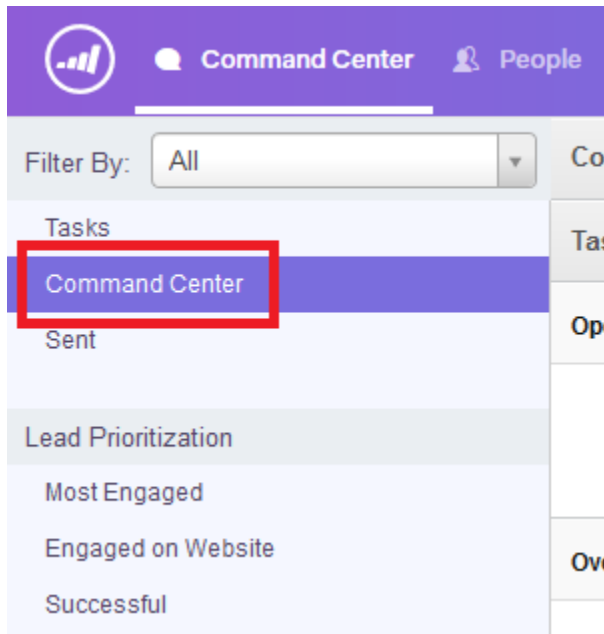 Command Center People
Filter By: All
Tasks
Command Center
Sent
Lead Prioritization
Most Engaged
Engaged on Website
Successful